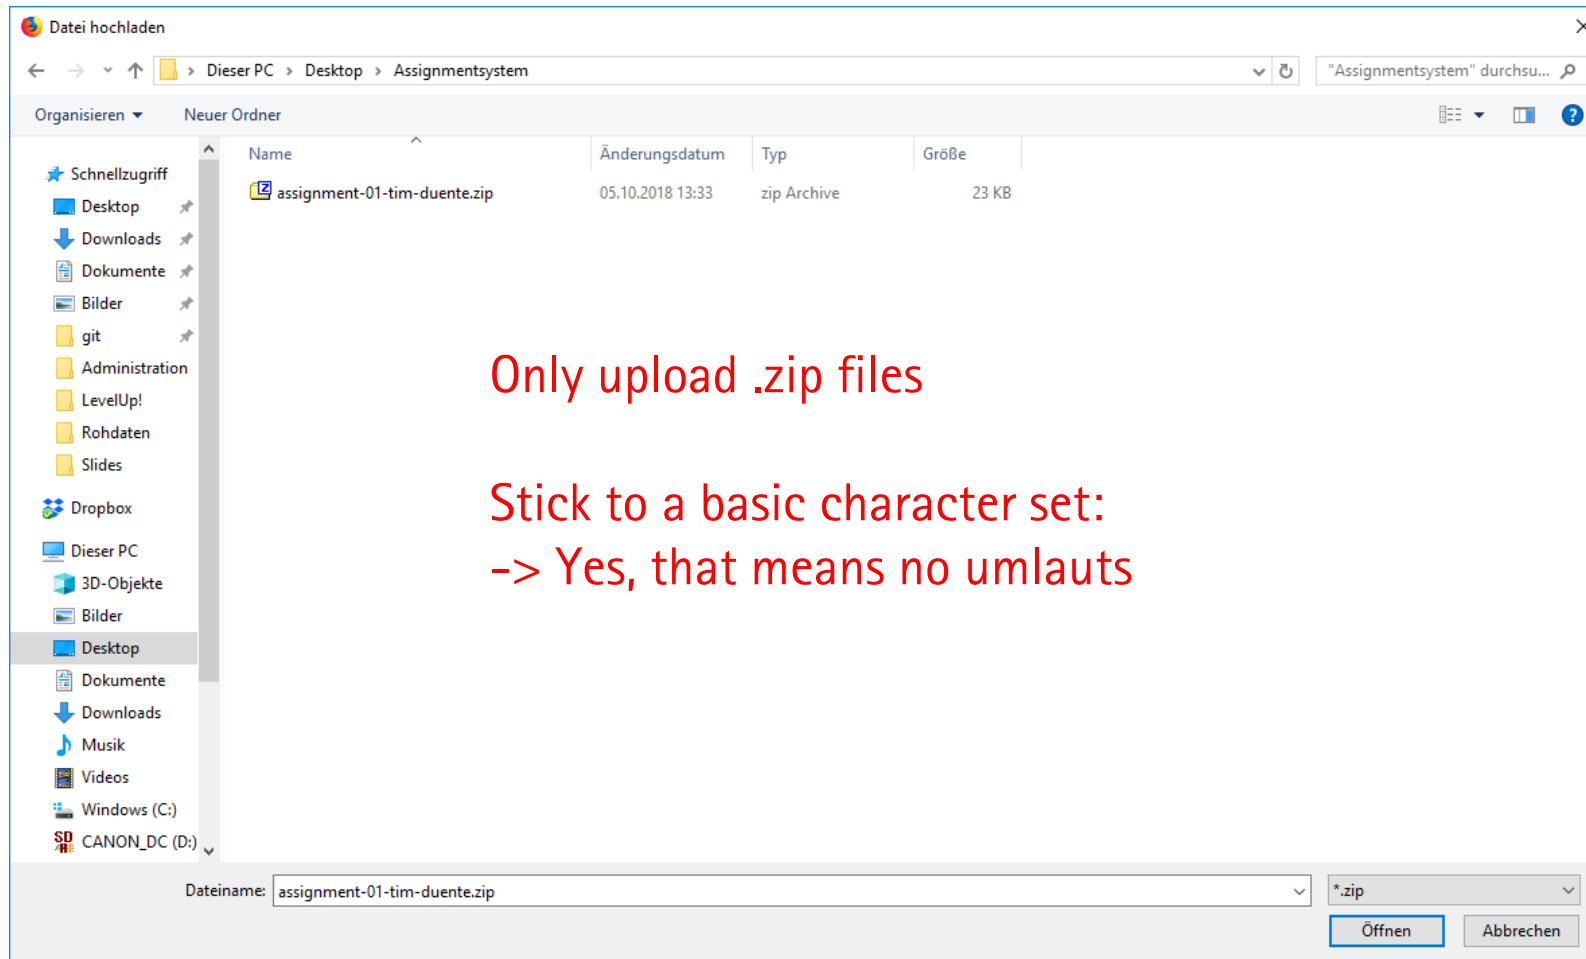 Datei hochladen
Dieser PC > Desktop > Assignmentsystem
"Assignmentsystem" durchsu...
Organisieren
Neuer Ordner
Name
Änderungsdatum
Typ
Größe
assignment-01-tim-duente.zip
05.10.2018 13:33
zip Archive
23 KB
Schnellzugriff
Desktop
Downloads
Dokumente
Bilder
git
Administration
LevelUp!
Rohdaten
Slides
Dropbox
Dieser PC
3D-Objekte
Bilder
Desktop
Dokumente
Downloads
Musik
Videos
Windows (C:)
CANON_DC (D:)
Only upload .zip files
Stick to a basic character set:
-> Yes, that means no umlauts
Dateiname:
assignment-01-tim-duente.zip
*.zip
Öffnen
Abbrechen